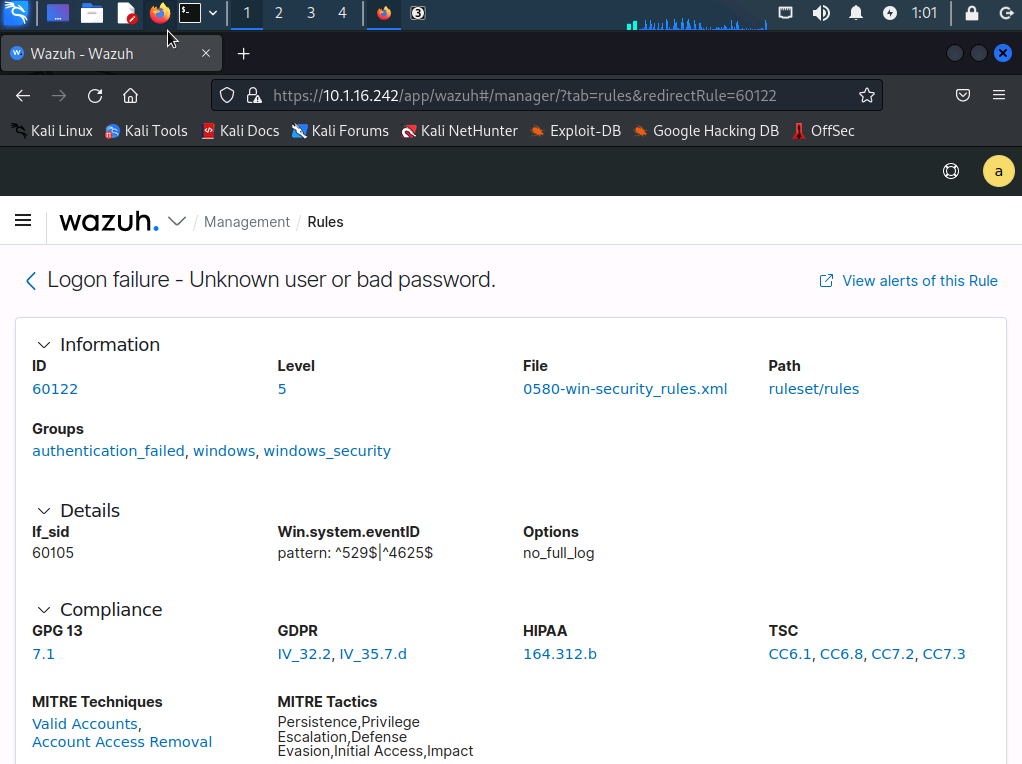 1 2 3 4 3 1:01
W Wazuh - Wazuh
https://10.1.16.242/app/wazuh#/manager/?tab=rules&redirectRule=60122
Kali Linux Kali Tools Kali Docs Kali Forums Kali NetHunter Exploit-DB Google Hacking DB OffSec
a
wazuh. / Management / Rules
Logon failure - Unknown user or bad password. View alerts of this Rule
Information
ID Level File Path
60122 5 0580-win-security_rules.xml ruleset/rules
Groups
authentication_failed, windows, windows_security
Details
If_sid Win.system.eventID Options
60105 pattern: ^529$|^4625$ no_full_log
Compliance
GPG 13 GDPR HIPAA TSC
7.1 IV_32.2, IV_35.7.d 164.312.b CC6.1, CC6.8, CC7.2, CC7.3
MITRE Techniques MITRE Tactics
Valid Accounts, Persistence,Privilege
Account Access Removal Escalation,Defense
Evasion,Initial Access,Impact